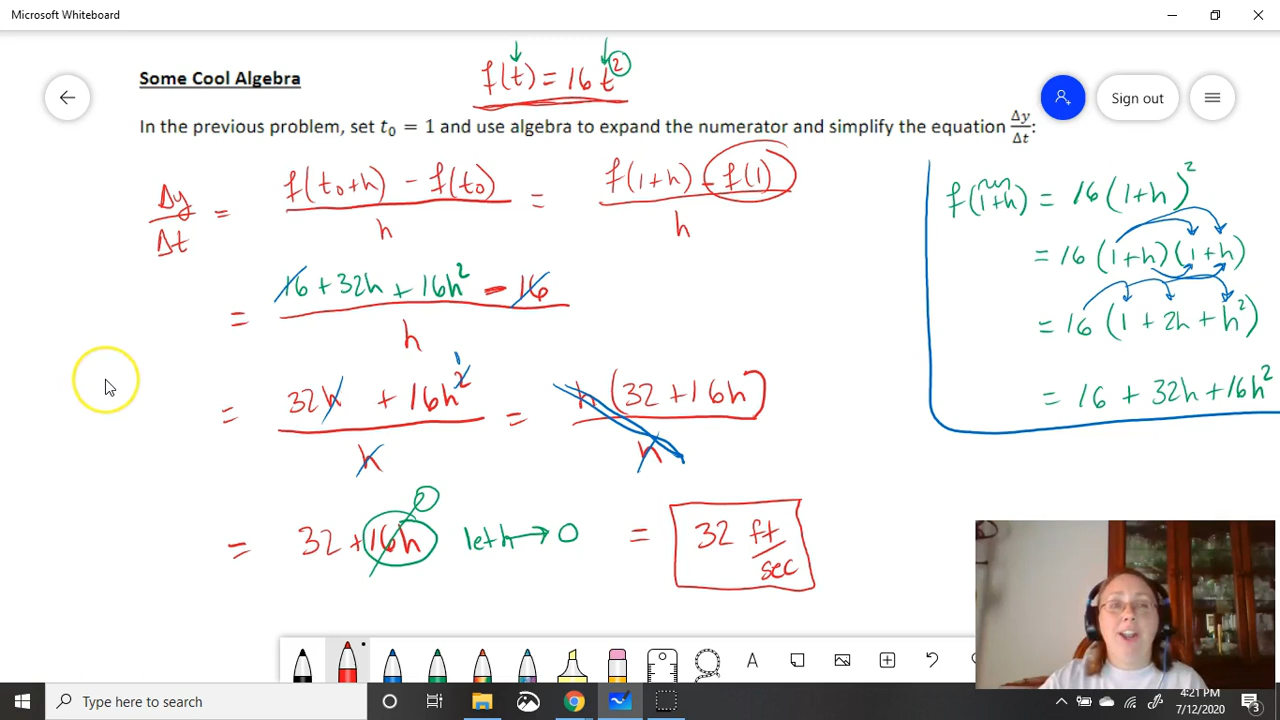 Microsoft Whiteboard
Some Cool Algebra
f(t) = 16t²
Sign out
In the previous problem, set t₀ = 1 and use algebra to expand the numerator and simplify the equation Δy/Δt:
Δy/Δt = (f(t₀+h) - f(t₀))/h = (f(1+h) - f(1))/h
= (16 + 32h + 16h² - 16)/h
= (32h + 16h²)/h = h(32 + 16h)/h
1
= 32 + 16h let h → 0 = 32 ft/sec
0
f(1+h) = 16(1+h)²
= 16(1+h)(1+h)
= 16(1 + 2h + h²)
= 16 + 32h + 16h²
A
Type here to search
4:21 PM
7/12/2020
3